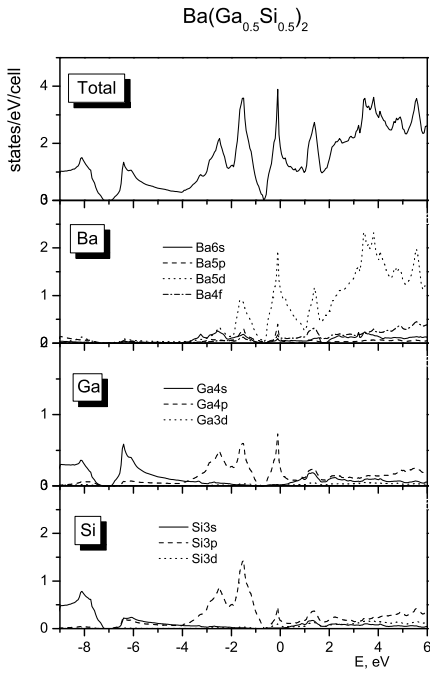 Ba(Ga0.5Si0.5)2
states/eV/cell
Total
4
2
3
0
Ba
Ba6s
Ba5p
Ba5d
Ba4f
2
1
0
Ga
Ga4s
Ga4p
Ga3d
1
0
Si
Si3s
Si3p
Si3d
2
1
0
-8 -6 -4 -2 0 2 4 6
E, eV